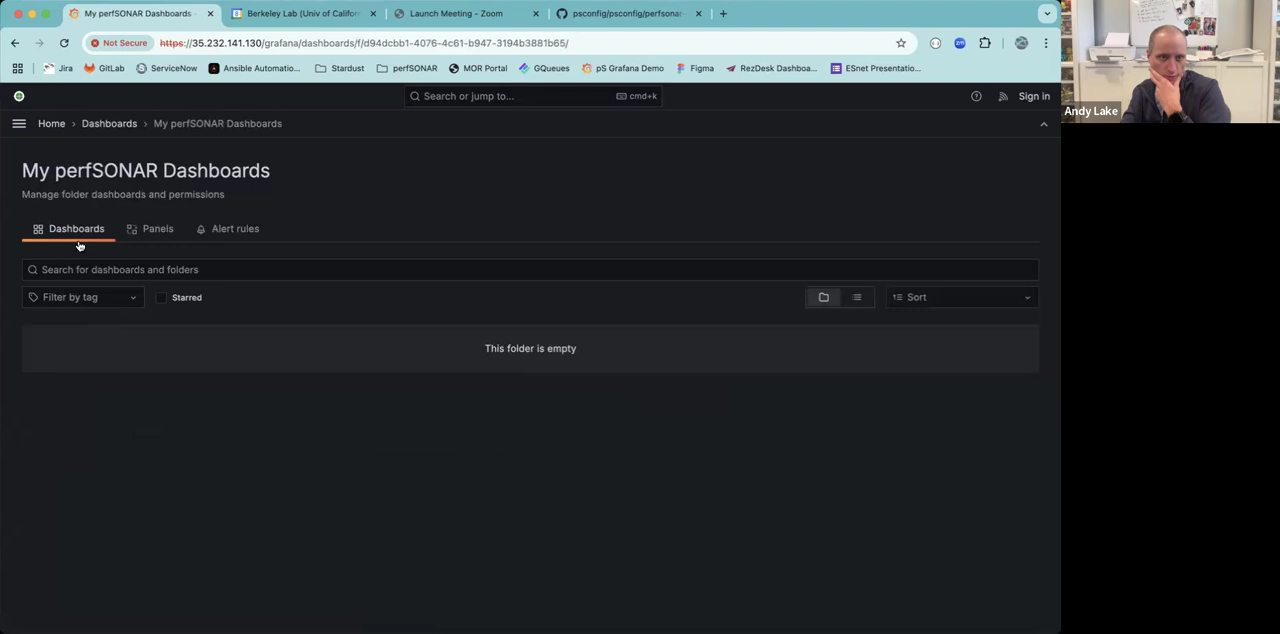 My perfSONAR Dashboards
Berkeley Lab (Univ of Califor
Launch Meeting - Zoom
psconfig/psconfig/perfsonar
Not Secure
https://35.232.141.130/grafana/dashboards/f/d94dcbb1-4076-4c61-b947-3194b3881b65/
Jira
GitLab
ServiceNow
Ansible Automatio...
Stardust
perfSONAR
MOR Portal
GQueues
pS Grafana Demo
Figma
RezDesk Dashboa...
ESnet Presentatio...
Search or jump to...
cmd+k
Sign in
Home > Dashboards > My perfSONAR Dashboards
My perfSONAR Dashboards
Manage folder dashboards and permissions
Dashboards
Panels
Alert rules
Search for dashboards and folders
Filter by tag
Starred
Sort
This folder is empty
Andy Lake